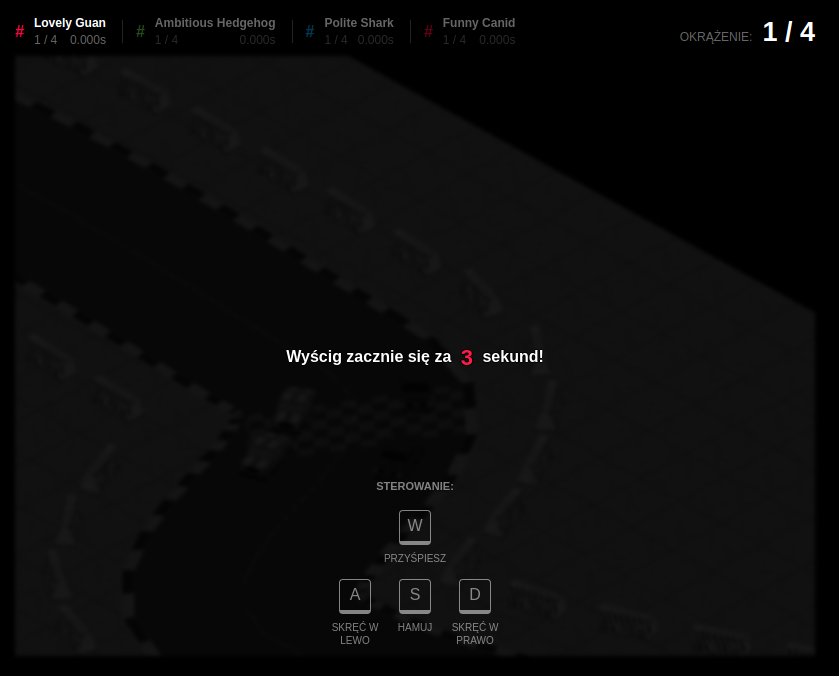 # Lovely Guan
1 / 4 0.000s
# Ambitious Hedgehog
1 / 4 0.000s
# Polite Shark
1 / 4 0.000s
# Funny Canid
1 / 4 0.000s
OKRĄŻENIE: 1 / 4
Wyścig zacznie się za 3 sekund!
STEROWANIE:
W
PRZYŚPIESZ
A S D
SKRĘĆ W LEWO
HAMUJ
SKRĘĆ W PRAWO